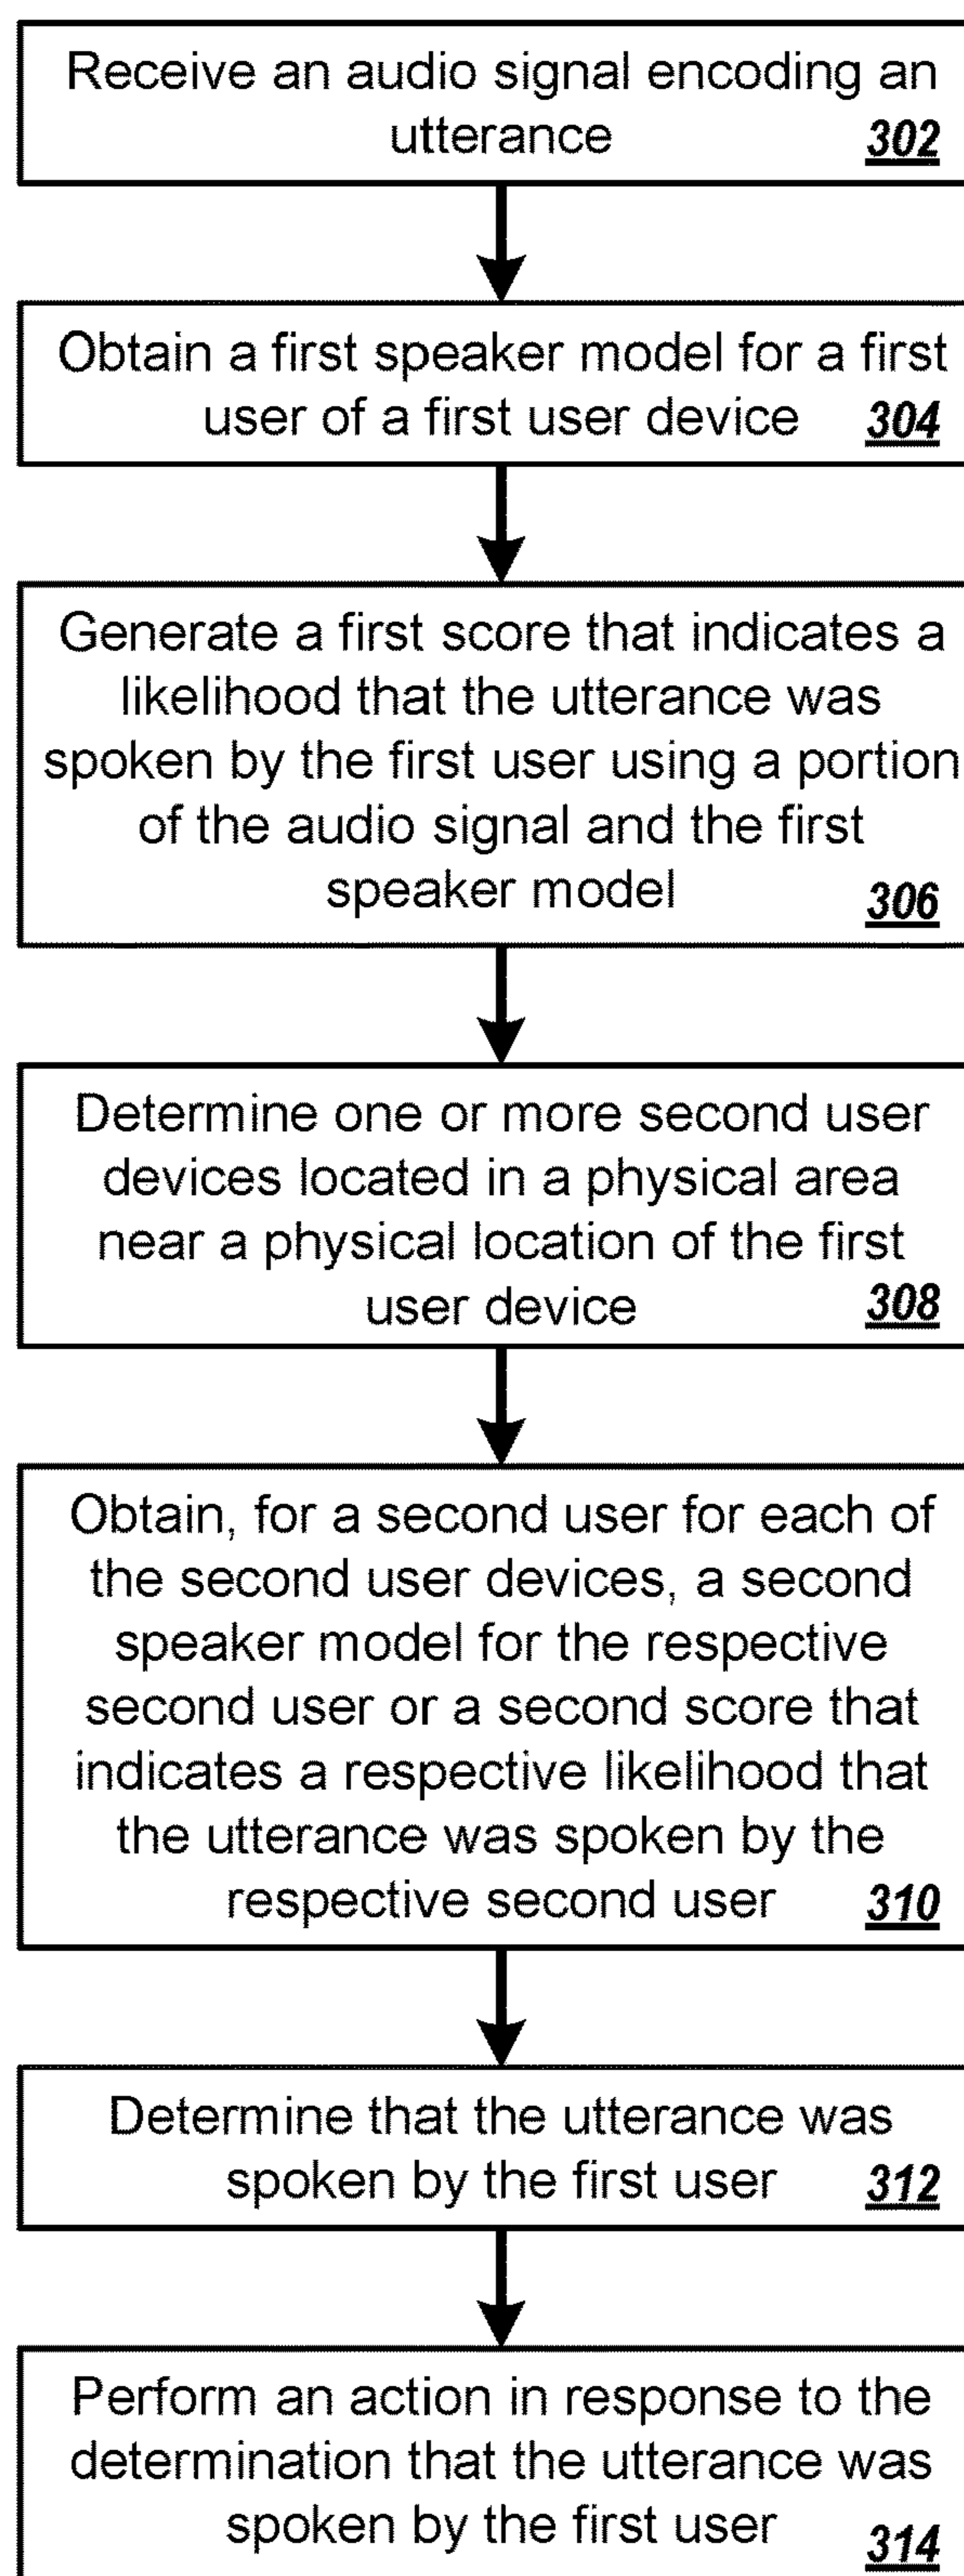 Receive an audio signal encoding an
utterance 302
Obtain a first speaker model for a first
user of a first user device 304
Generate a first score that indicates a
likelihood that the utterance was
spoken by the first user using a portion
of the audio signal and the first
speaker model 306
Determine one or more second user
devices located in a physical area
near a physical location of the first
user device 308
Obtain, for a second user for each of
the second user devices, a second
speaker model for the respective
second user or a second score that
indicates a respective likelihood that
the utterance was spoken by the
respective second user 310
Determine that the utterance was
spoken by the first user 312
Perform an action in response to the
determination that the utterance was
spoken by the first user 314